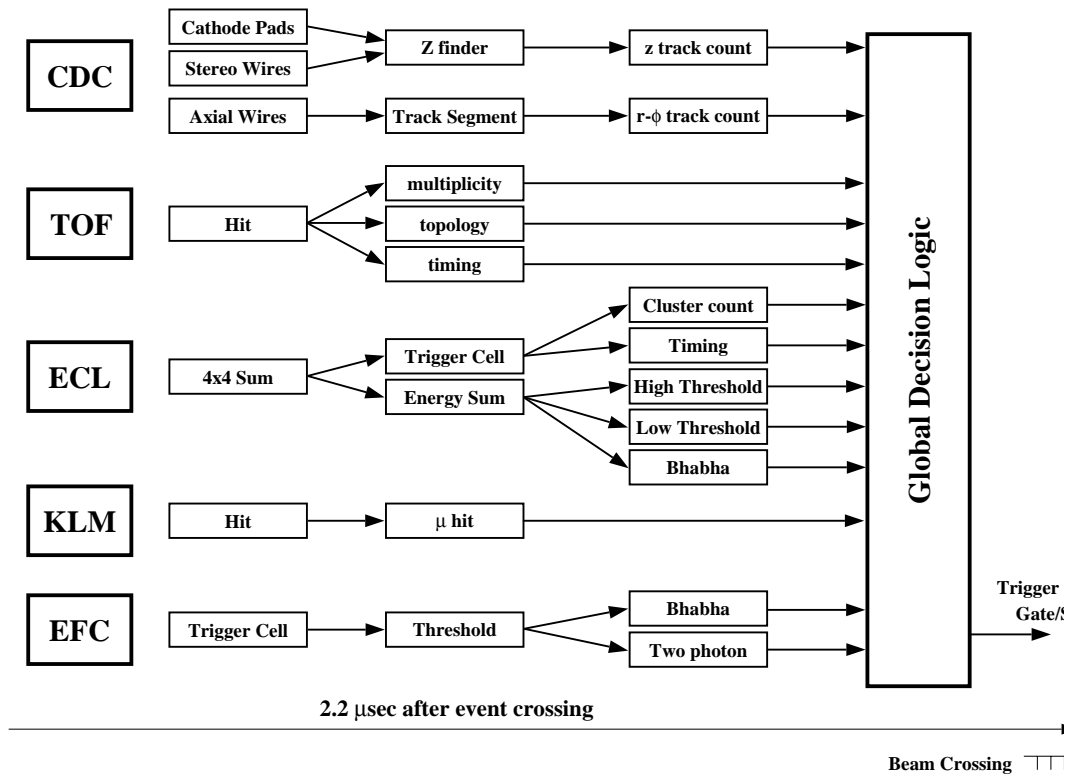 CDC
Cathode Pads
Stereo Wires
Z finder
z track count
Axial Wires
Track Segment
r-ϕ track count
TOF
Hit
multiplicity
topology
timing
ECL
4x4 Sum
Trigger Cell
Energy Sum
Cluster count
Timing
High Threshold
Low Threshold
Bhabha
KLM
Hit
μ hit
EFC
Trigger Cell
Threshold
Bhabha
Two photon
Global Decision Logic
Trigger
Gate/
2.2 μsec after event crossing
Beam Crossing